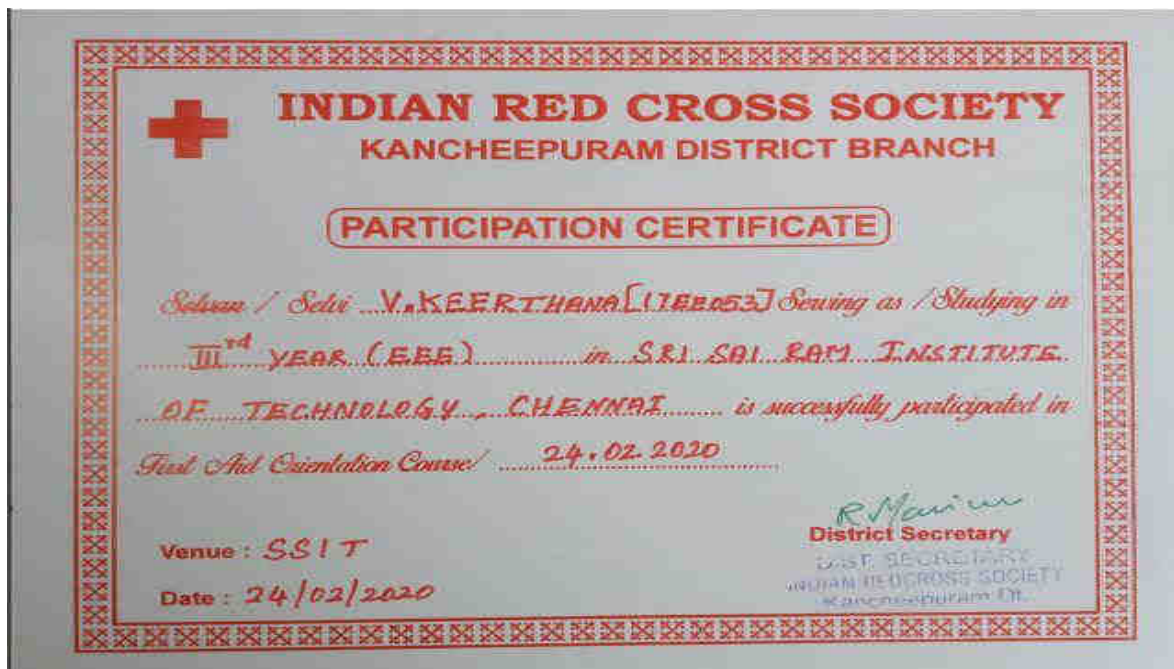 INDIAN RED CROSS SOCIETY
KANCHEEPURAM DISTRICT BRANCH
PARTICIPATION CERTIFICATE
Selvan / Selvi V.KEERTHANA [17EE053] Serving as / Studying in
IIIrd YEAR (EEE) in SRI SAI RAM INSTITUTE
OF TECHNOLOGY, CHENNAI is successfully participated in
First Aid Orientation Course/ 24.02.2020
Venue : SSIT
Date : 24/02/2020
District Secretary
DIST. SECRETARY
INDIAN REDCROSS SOCIETY
Kancheepuram Dt.